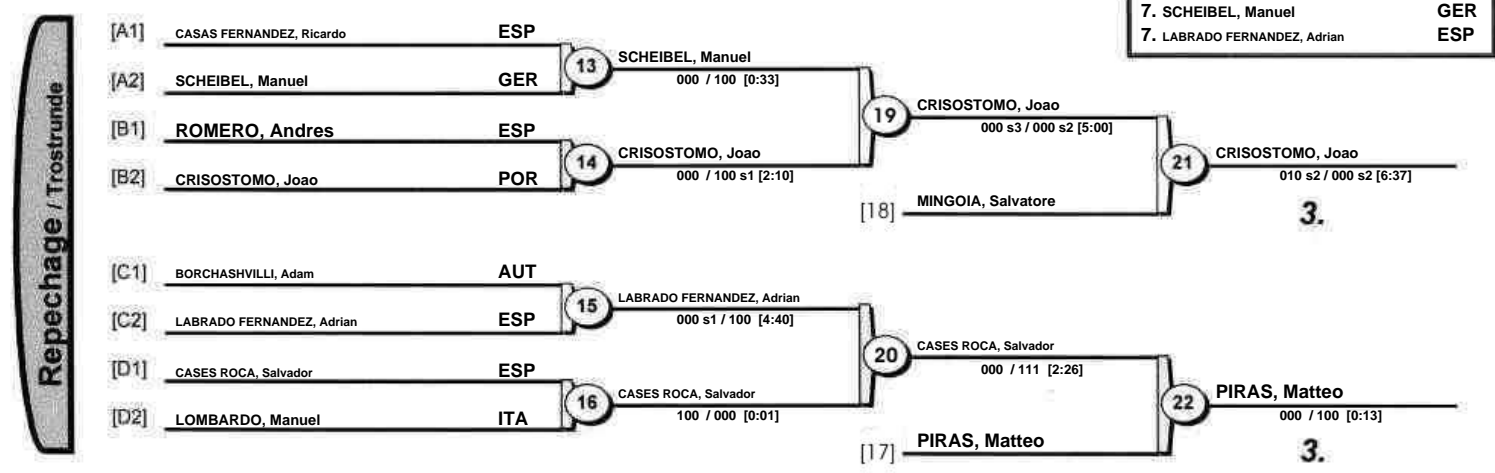 7. SCHEIBEL, Manuel GER
7. LABRADO FERNANDEZ, Adrian ESP
Repechage / Trostrunde
[A1] CASAS FERNANDEZ, Ricardo ESP
[A2] SCHEIBEL, Manuel GER
13
SCHEIBEL, Manuel
000 / 100 [0:33]
[B1] ROMERO, Andres ESP
[B2] CRISOSTOMO, Joao POR
14
CRISOSTOMO, Joao
000 / 100 s1 [2:10]
19
CRISOSTOMO, Joao
000 s3 / 000 s2 [5:00]
[18] MINGOIA, Salvatore
21
CRISOSTOMO, Joao
010 s2 / 000 s2 [6:37]
3.
[C1] BORCHASHVILLI, Adam AUT
[C2] LABRADO FERNANDEZ, Adrian ESP
15
LABRADO FERNANDEZ, Adrian
000 s1 / 100 [4:40]
[D1] CASES ROCA, Salvador ESP
[D2] LOMBARDO, Manuel ITA
16
CASES ROCA, Salvador
100 / 000 [0:01]
20
CASES ROCA, Salvador
000 / 111 [2:26]
[17] PIRAS, Matteo
22
PIRAS, Matteo
000 / 100 [0:13]
3.